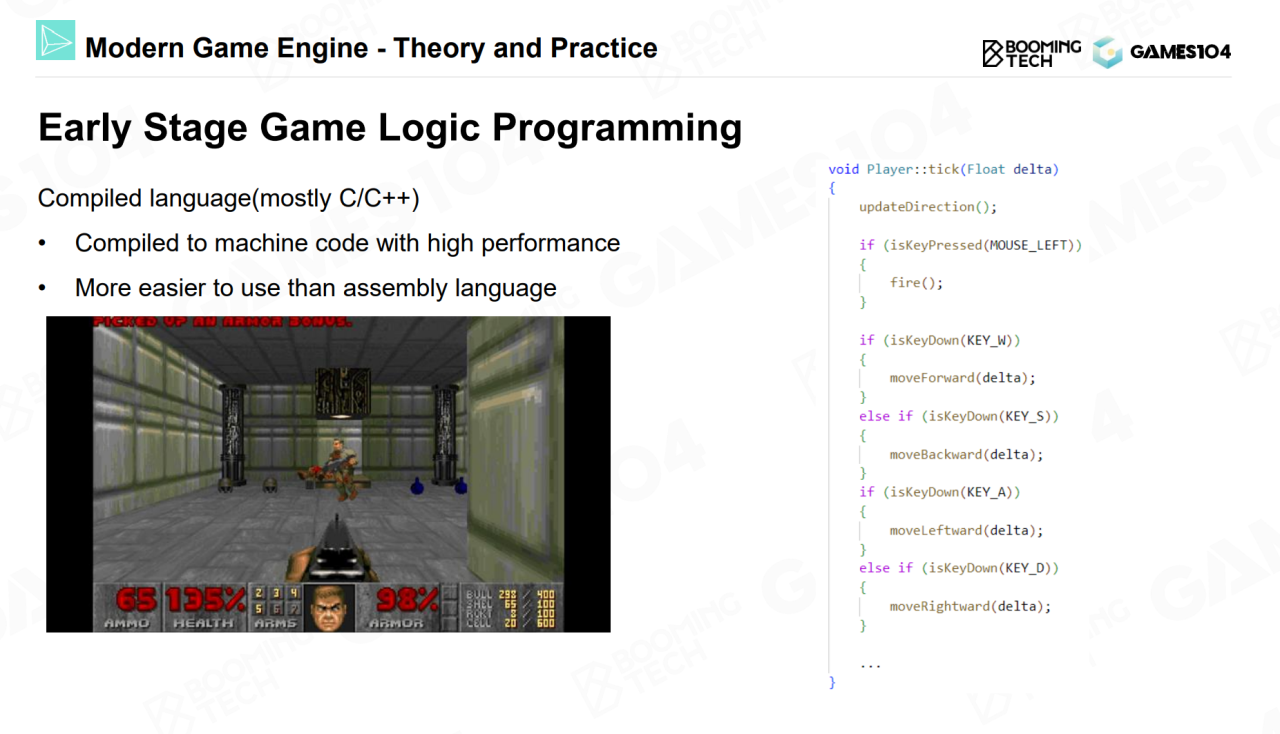 Modern Game Engine - Theory and Practice
BOOMING
TECH
GAMES104
Early Stage Game Logic Programming
Compiled language(mostly C/C++)
• Compiled to machine code with high performance
• More easier to use than assembly language
PICKED UP AN ARMOR BONUS.
65 135% 2 3 4 98% BULL 298 / 400
5 6 7 SHEL 65 / 100
RCKT 8 / 100
AMMO HEALTH ARMS ARMOR CELL 20 / 600
void Player::tick(Float delta)
{
updateDirection();
if (isKeyPressed(MOUSE_LEFT))
{
fire();
}
if (isKeyDown(KEY_W))
{
moveForward(delta);
}
else if (isKeyDown(KEY_S))
{
moveBackward(delta);
}
if (isKeyDown(KEY_A))
{
moveLeftward(delta);
}
else if (isKeyDown(KEY_D))
{
moveRightward(delta);
}
...
}